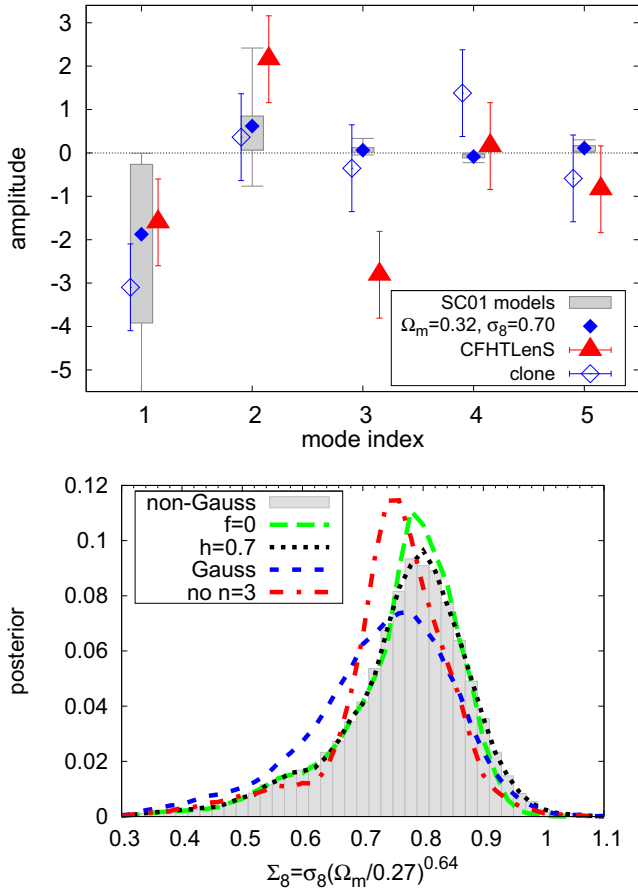 3
2
1
0
-1
-2
-3
-4
-5
amplitude
SC01 models
Ωm=0.32, σ8=0.70
CFHTLenS
clone
1 2 3 4 5
mode index
0.12
0.1
0.08
0.06
0.04
0.02
0
posterior
non-Gauss
f=0
h=0.7
Gauss
no n=3
0.3 0.4 0.5 0.6 0.7 0.8 0.9 1 1.1
Σ8=σ8(Ωm/0.27)^0.64